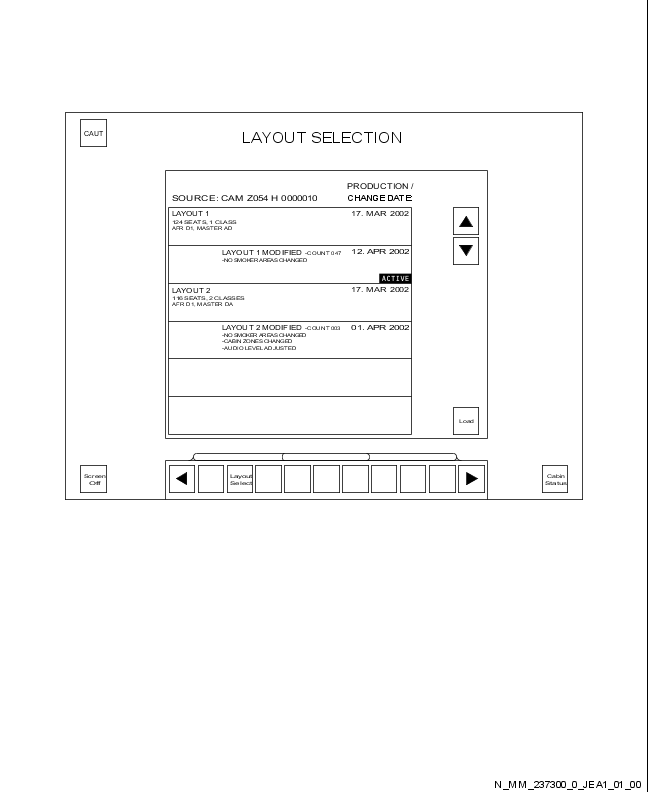 CAUT
LAYOUT SELECTION
PRODUCTION /
SOURCE: CAM Z054 H 0000010 CHANGE DATE:
LAYOUT 1 17. MAR 2002
124 SEATS, 1 CLASS
AFR D1, MASTER AD
LAYOUT 1 MODIFIED -COUNT 047 12. APR 2002
-NO SMOKER AREAS CHANGED
ACTIVE
LAYOUT 2 17. MAR 2002
116 SEATS, 2 CLASSES
AFR D1, MASTER DA
LAYOUT 2 MODIFIED -COUNT 003 01. APR 2002
-NO SMOKER AREAS CHANGED
-CABIN ZONES CHANGED
-AUDIO LEVEL ADJUSTED
Load
Screen
Off
Layout
Select
Cabin
Status
N_MM_237300_0_JEA1_01_00